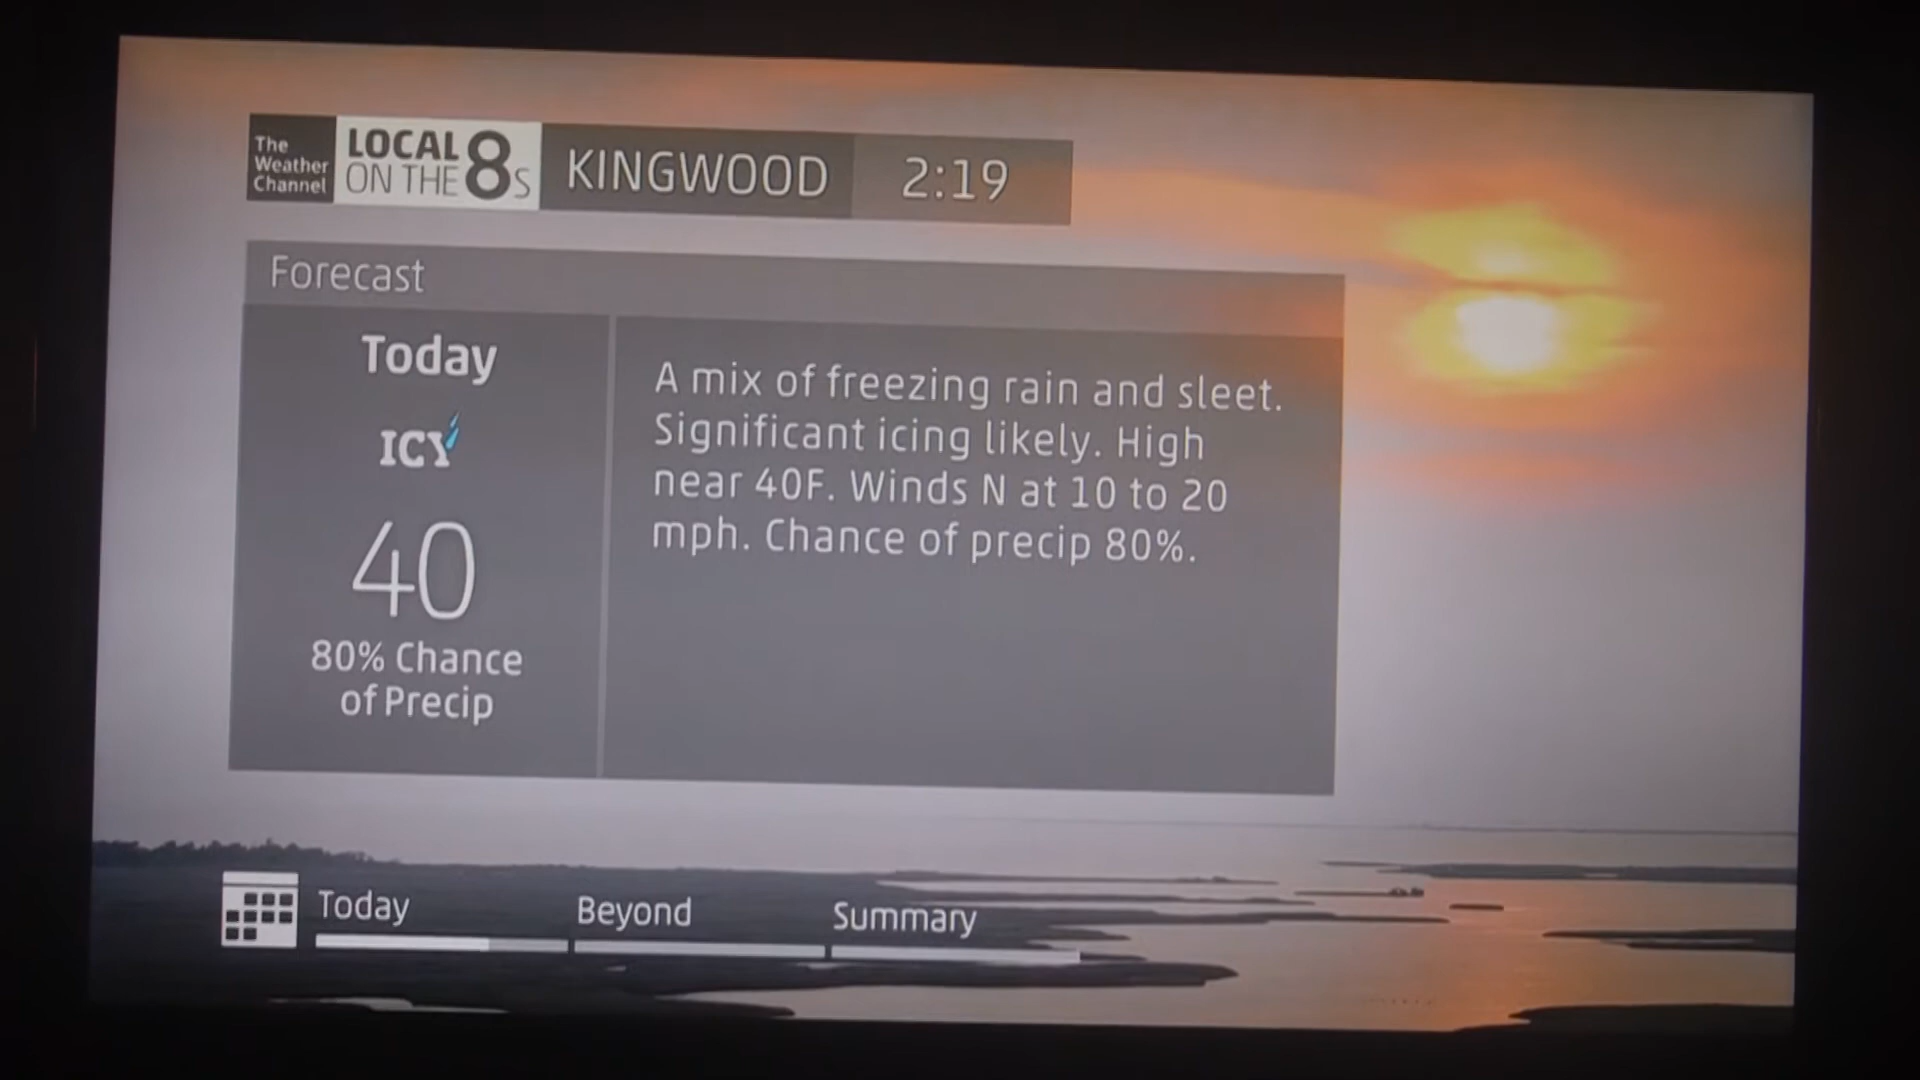 The
Weather
Channel
LOCAL
ON THE 8s
KINGWOOD
2:19
Forecast
Today
ICY
40
80% Chance
of Precip
A mix of freezing rain and sleet.
Significant icing likely. High
near 40F. Winds N at 10 to 20
mph. Chance of precip 80%.
Today
Beyond
Summary